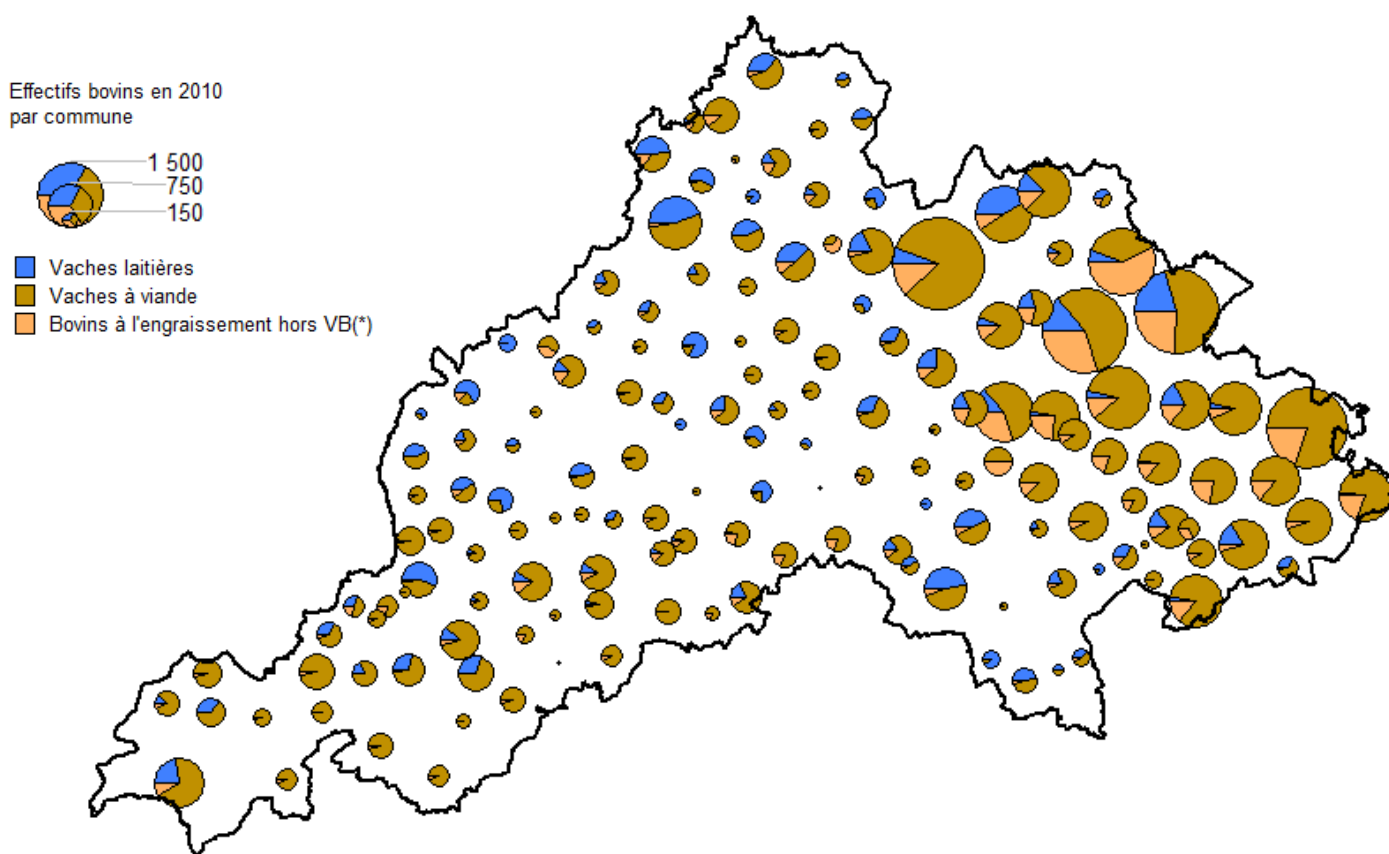 Effectifs bovins en 2010
par commune
1 500
750
150
Vaches laitières
Vaches à viande
Bovins à l'engraissement hors VB(*)